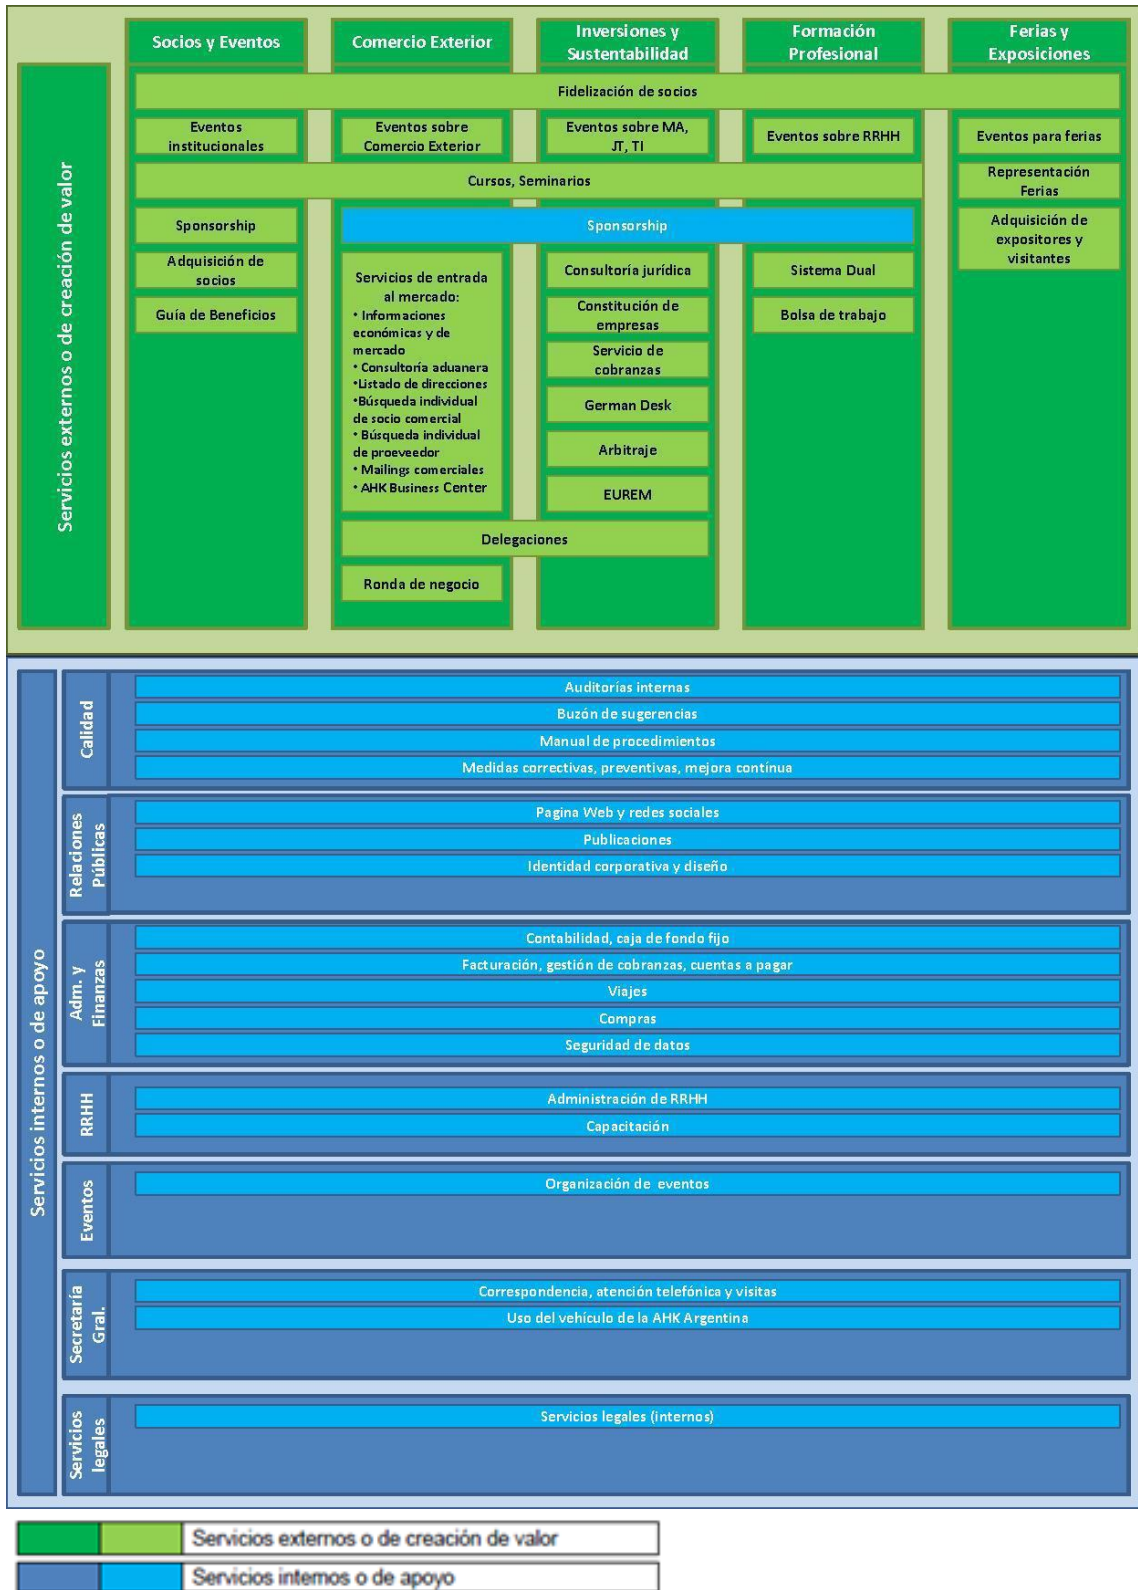 Socios y Eventos
Comercio Exterior
Inversiones y
Sustentabilidad
Formación
Profesional
Ferias y
Exposiciones
Servicios externos o de creación de valor
Fidelización de socios
Eventos
institucionales
Eventos sobre
Comercio Exterior
Eventos sobre MA,
JT, TI
Eventos sobre RRHH
Eventos para ferias
Cursos, Seminarios
Representación
Ferias
Sponsorship
Sponsorship
Adquisición de
expositores y
visitantes
Adquisición de
socios
Guía de Beneficios
Servicios de entrada
al mercado:
• Informaciones
económicas y de
mercado
• Consultoría aduanera
•Listado de direcciones
•Búsqueda individual
de socio comercial
• Búsqueda individual
de proeveedor
• Mailings comerciales
• AHK Business Center
Consultoría jurídica
Constitución de
empresas
Servicio de
cobranzas
German Desk
Arbitraje
EUREM
Sistema Dual
Bolsa de trabajo
Delegaciones
Ronda de negocio
Servicios internos o de apoyo
Calidad
Auditorías internas
Buzón de sugerencias
Manual de procedimientos
Medidas correctivas, preventivas, mejora contínua
Relaciones
Públicas
Pagina Web y redes sociales
Publicaciones
Identidad corporativa y diseño
Adm. y
Finanzas
Contabilidad, caja de fondo fijo
Facturación, gestión de cobranzas, cuentas a pagar
Viajes
Compras
Seguridad de datos
RRHH
Administración de RRHH
Capacitación
Eventos
Organización de eventos
Secretaría
Gral.
Correspondencia, atención telefónica y visitas
Uso del vehículo de la AHK Argentina
Servicios
legales
Servicios legales (internos)
Servicios externos o de creación de valor
Servicios internos o de apoyo